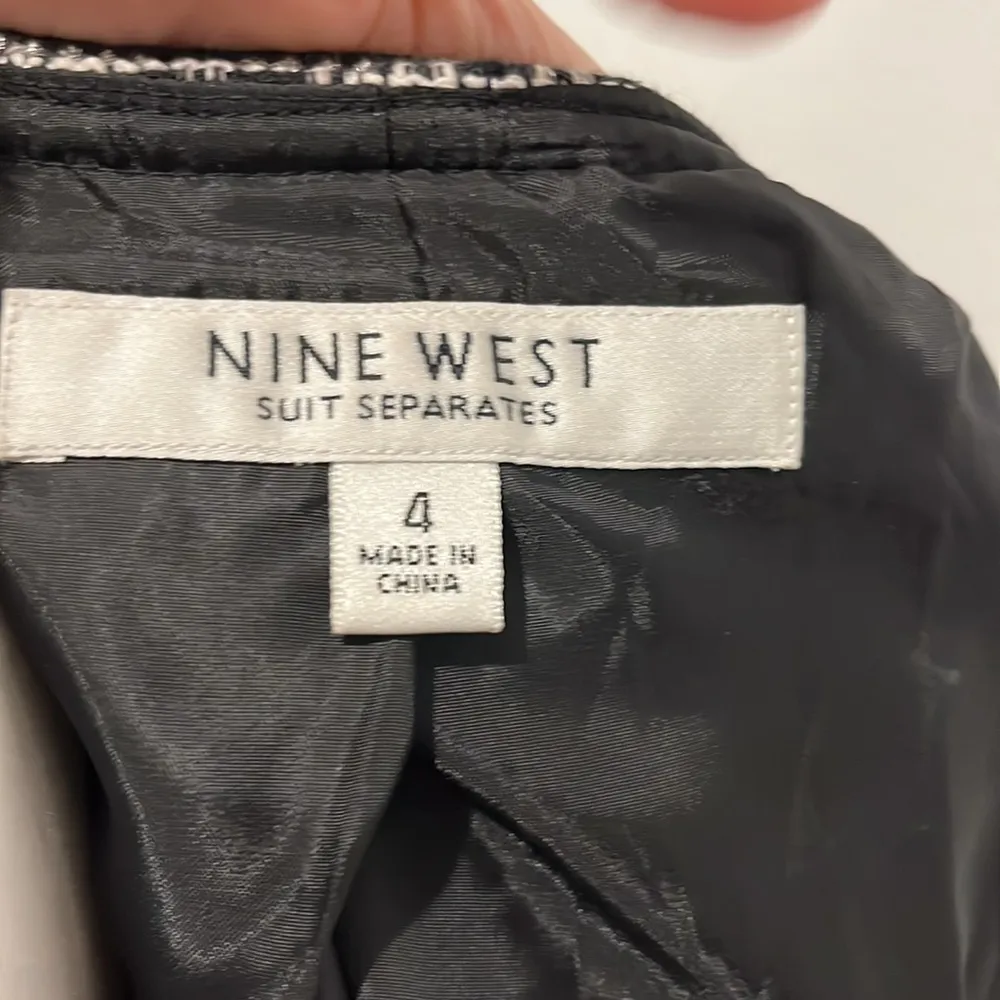 NINE WEST
SUIT SEPARATES
4
MADE IN
CHINA